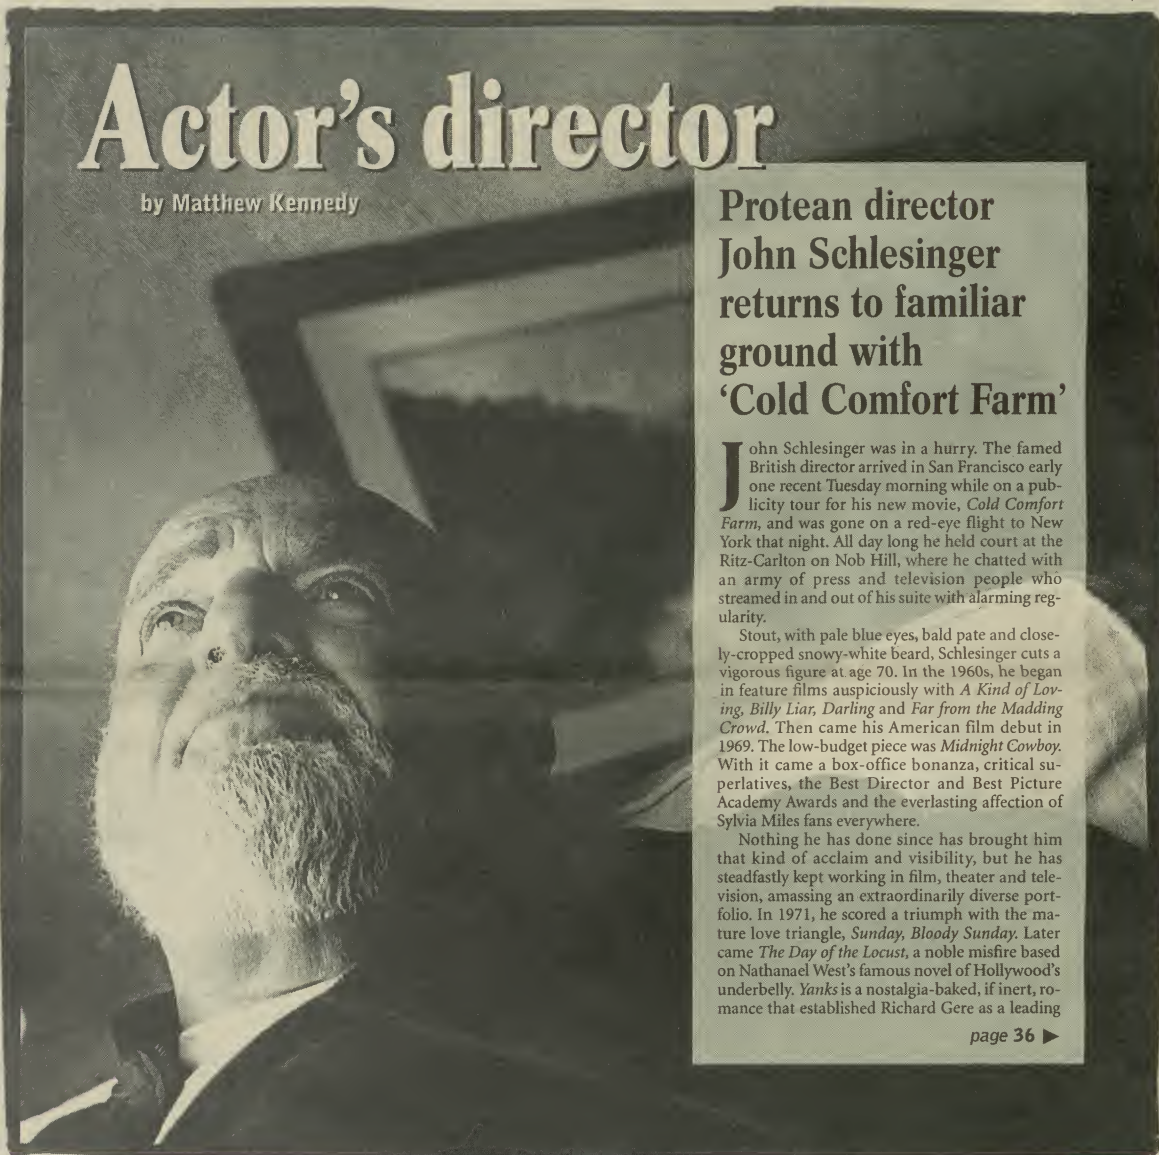 Actor's director
by Matthew Kennedy
Protean director
John Schlesinger
returns to familiar
ground with
'Cold Comfort Farm'
John Schlesinger was in a hurry. The famed
British director arrived in San Francisco early
one recent Tuesday morning while on a pub-
licity tour for his new movie, Cold Comfort
Farm, and was gone on a red-eye flight to New
York that night. All day long he held court at the
Ritz-Carlton on Nob Hill, where he chatted with
an army of press and television people who
streamed in and out of his suite with alarming reg-
ularity.
Stout, with pale blue eyes, bald pate and close-
ly-cropped snowy-white beard, Schlesinger cuts a
vigorous figure at age 70. In the 1960s, he began
in feature films auspiciously with A Kind of Lov-
ing, Billy Liar, Darling and Far from the Madding
Crowd. Then came his American film debut in
1969. The low-budget piece was Midnight Cowboy.
With it came a box-office bonanza, critical su-
perlatives, the Best Director and Best Picture
Academy Awards and the everlasting affection of
Sylvia Miles fans everywhere.
Nothing he has done since has brought him
that kind of acclaim and visibility, but he has
steadfastly kept working in film, theater and tele-
vision, amassing an extraordinarily diverse port-
folio. In 1971, he scored a triumph with the ma-
ture love triangle, Sunday, Bloody Sunday. Later
came The Day of the Locust, a noble misfire based
on Nathanael West's famous novel of Hollywood's
underbelly. Yanks is a nostalgia-baked, if inert, ro-
mance that established Richard Gere as a leading
page 36 ►